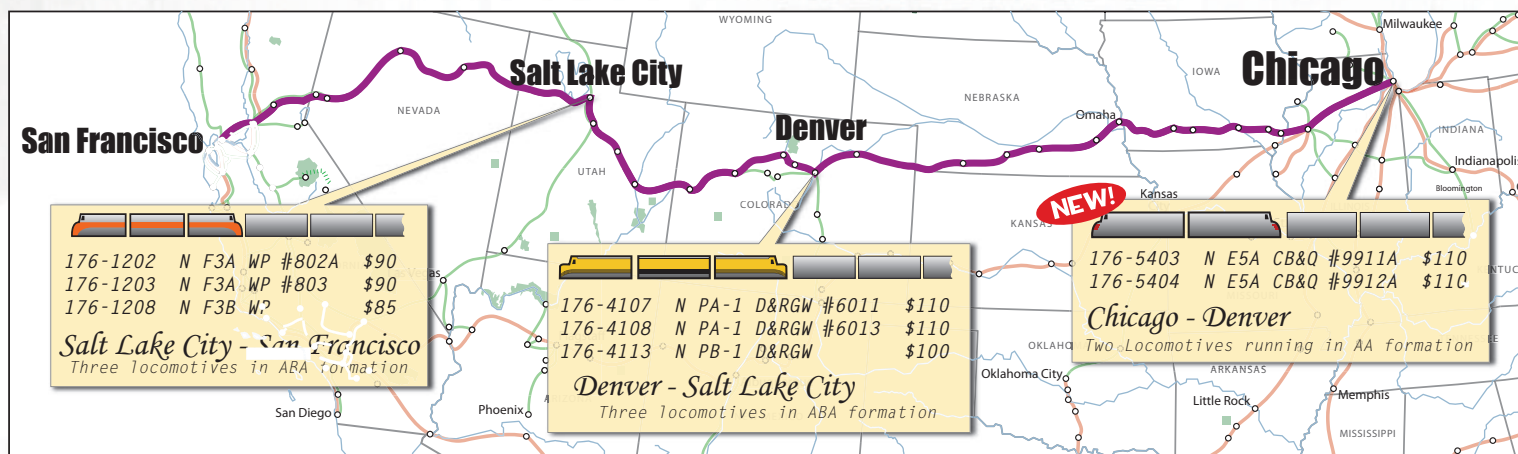 WYOMING
Milwaukee
Salt Lake City
Chicago
IOWA
NEVADA
NEBRASKA
Omaha
San Francisco
Denver
INDIANA
Indianapolis
UTAH
Bloomington
COLORADO
NEW!
Kansas
KANSAS
176-1202 N F3A WP #802A $90
176-1203 N F3A WP #803 $90
176-1208 N F3B WP $85
Salt Lake City - San Francisco
Three locomotives in ABA formation
176-4107 N PA-1 D&RGW #6011 $110
176-4108 N PA-1 D&RGW #6013 $110
176-4113 N PB-1 D&RGW $100
Denver - Salt Lake City
Three locomotives in ABA formation
176-5403 N E5A CB&Q #9911A $110
176-5404 N E5A CB&Q #9912A $110
Chicago - Denver
Two Locomotives running in AA formation
Oklahoma City
ARKANSAS
Little Rock
Memphis
MISSISSIPPI
San Diego
Phoenix